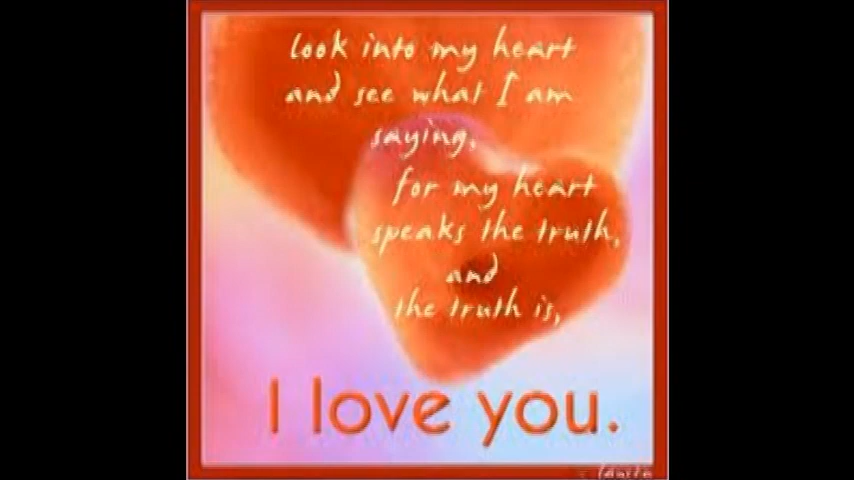 look into my heart
and see what I am
saying,
for my heart
speaks the truth,
and
the truth is,
I love you.